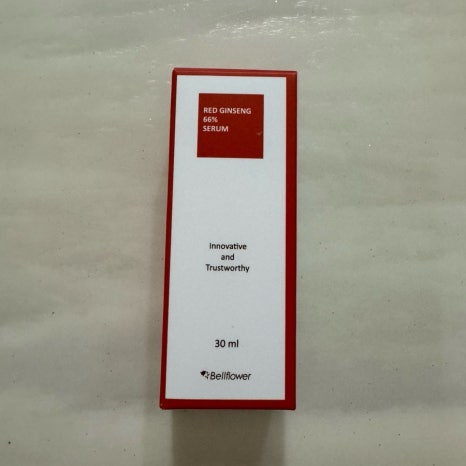 RED GINSENG
66%
SERUM
Innovative
and
Trustworthy
30 ml
Bellflower